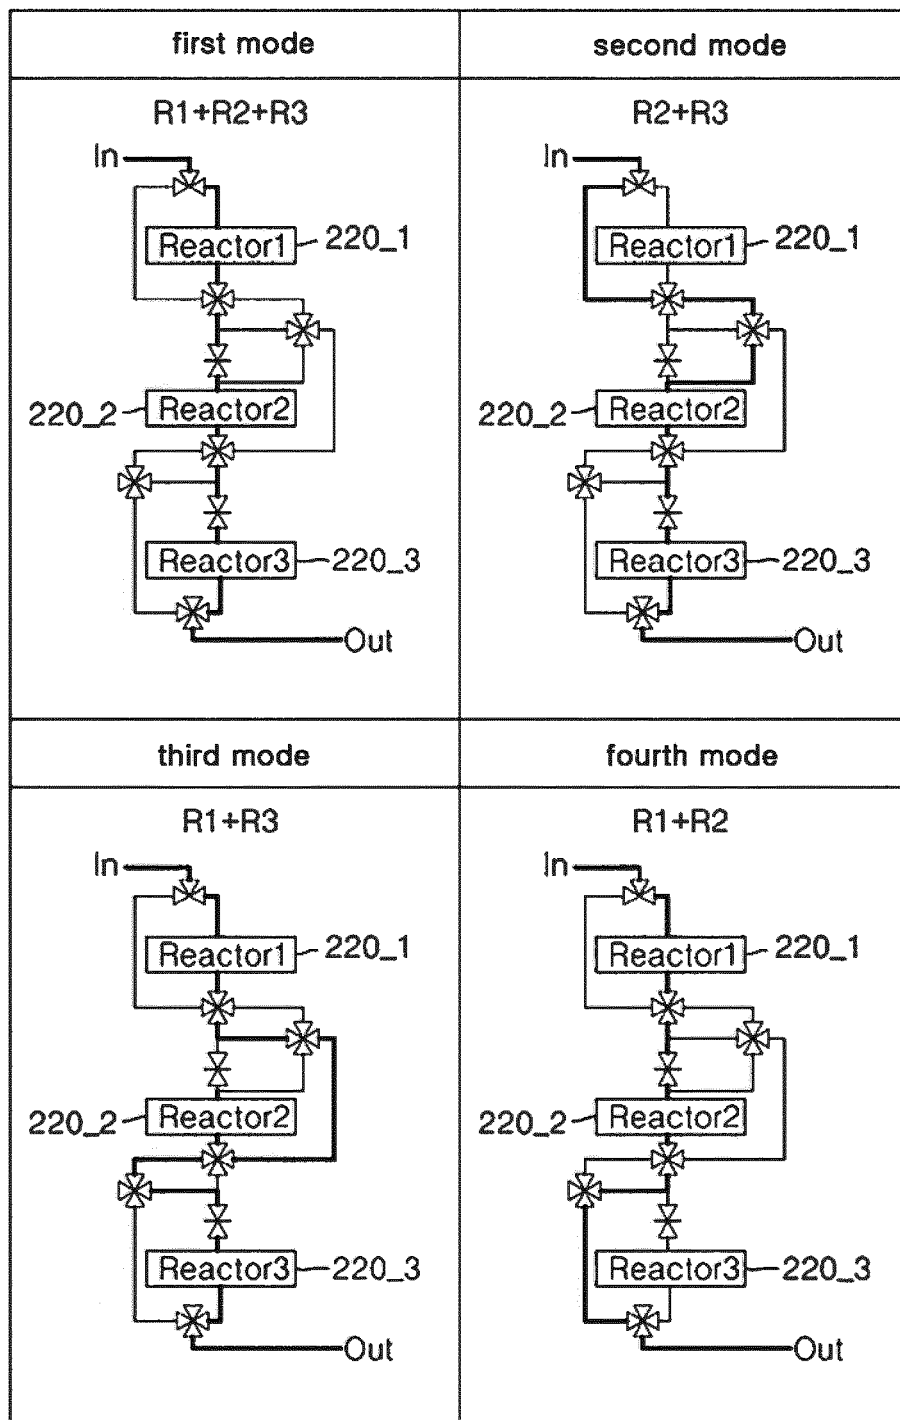 first mode
second mode
R1+R2+R3
In
Reactor1
220_1
220_2
Reactor2
Reactor3
220_3
Out
R2+R3
In
Reactor1
220_1
220_2
Reactor2
Reactor3
220_3
Out
third mode
fourth mode
R1+R3
In
Reactor1
220_1
220_2
Reactor2
Reactor3
220_3
Out
R1+R2
In
Reactor1
220_1
220_2
Reactor2
Reactor3
220_3
Out